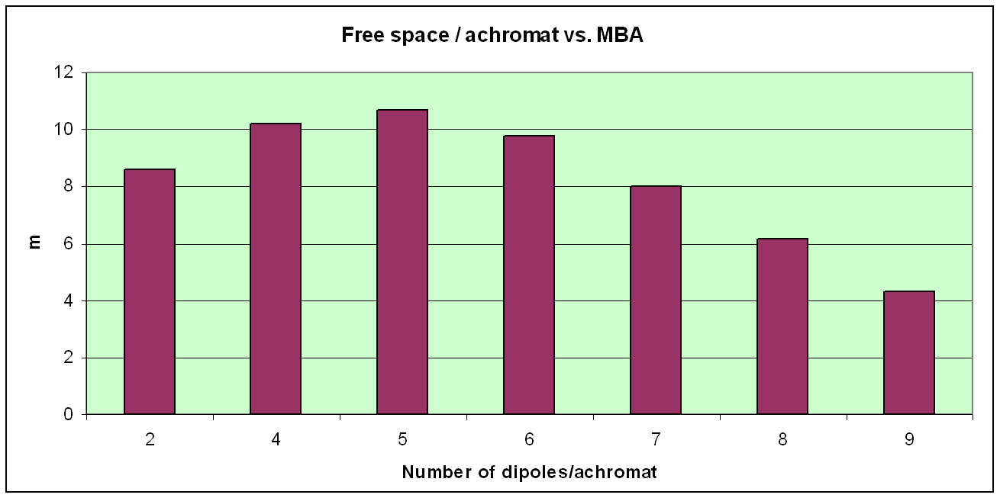 Free space / achromat vs. MBA
12
10
8
6
4
2
0
m
2 4 5 6 7 8 9
Number of dipoles/achromat